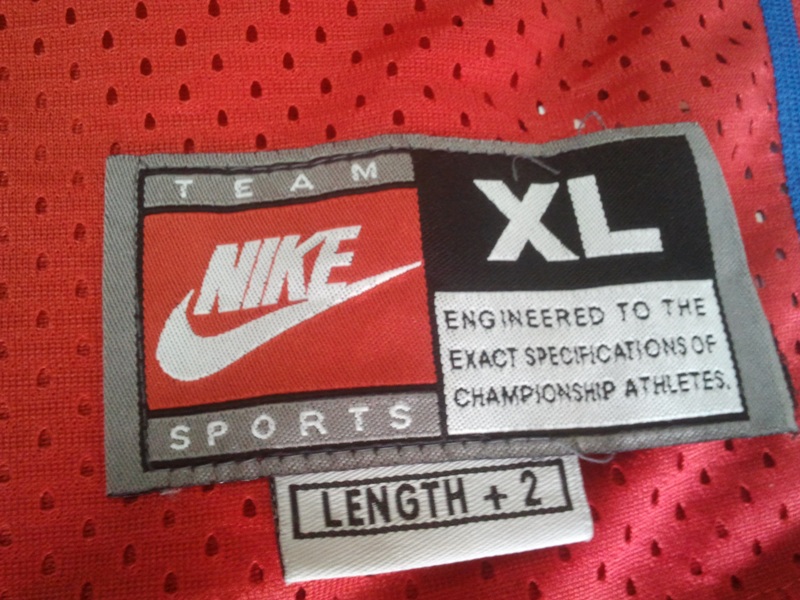 TEAM
NIKE
SPORTS
XL
ENGINEERED TO THE
EXACT SPECIFICATIONS OF
CHAMPIONSHIP ATHLETES.
LENGTH + 2